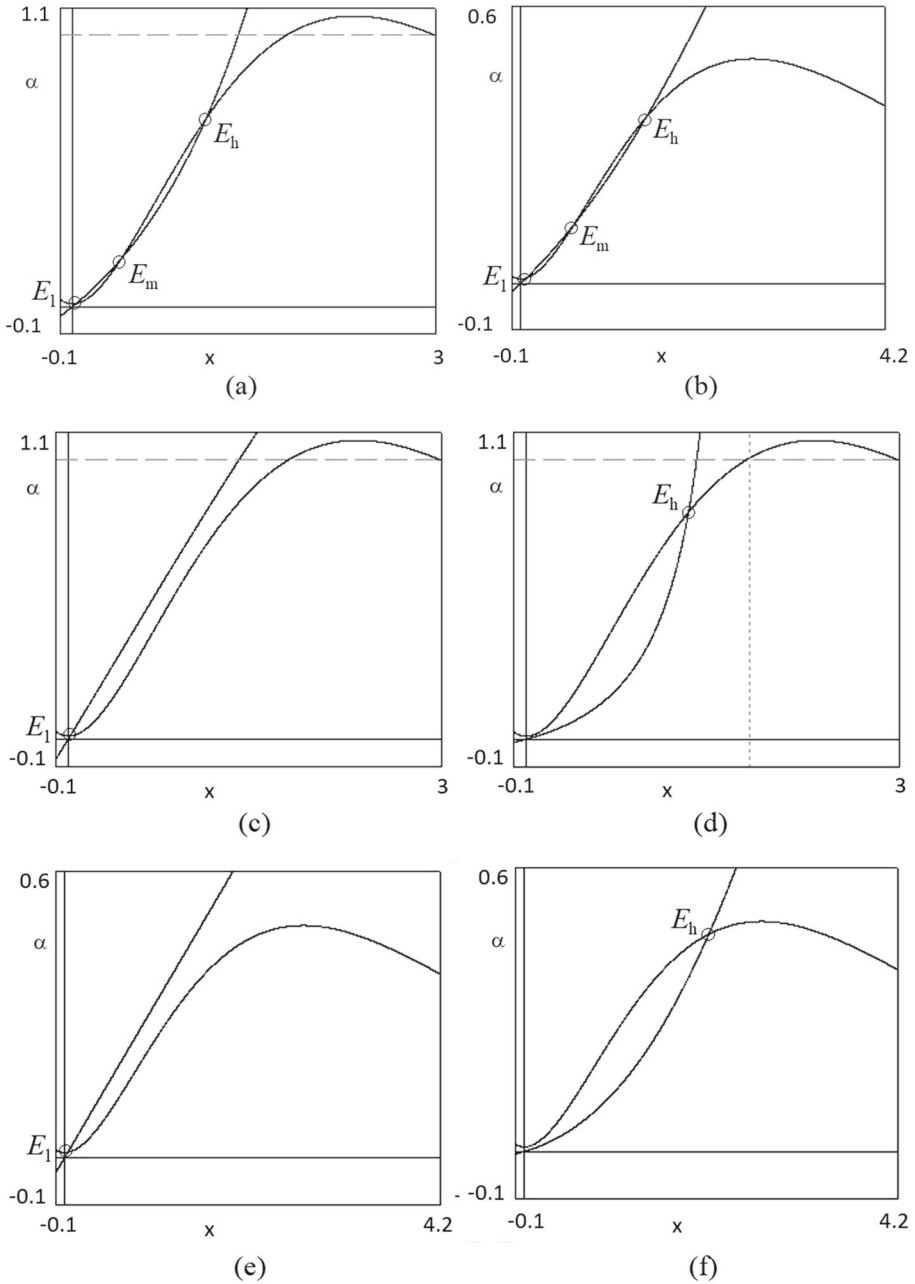 1.1
α
E_h
E_m
E_l
-0.1
-0.1
x
3
(a)
0.6
α
E_h
E_m
E_l
-0.1
-0.1
x
4.2
(b)
1.1
α
E_l
-0.1
-0.1
x
3
(c)
1.1
α
E_h
-0.1
-0.1
x
3
(d)
0.6
α
E_l
-0.1
-0.1
x
4.2
(e)
0.6
α
E_h
-0.1
-0.1
x
4.2
(f)